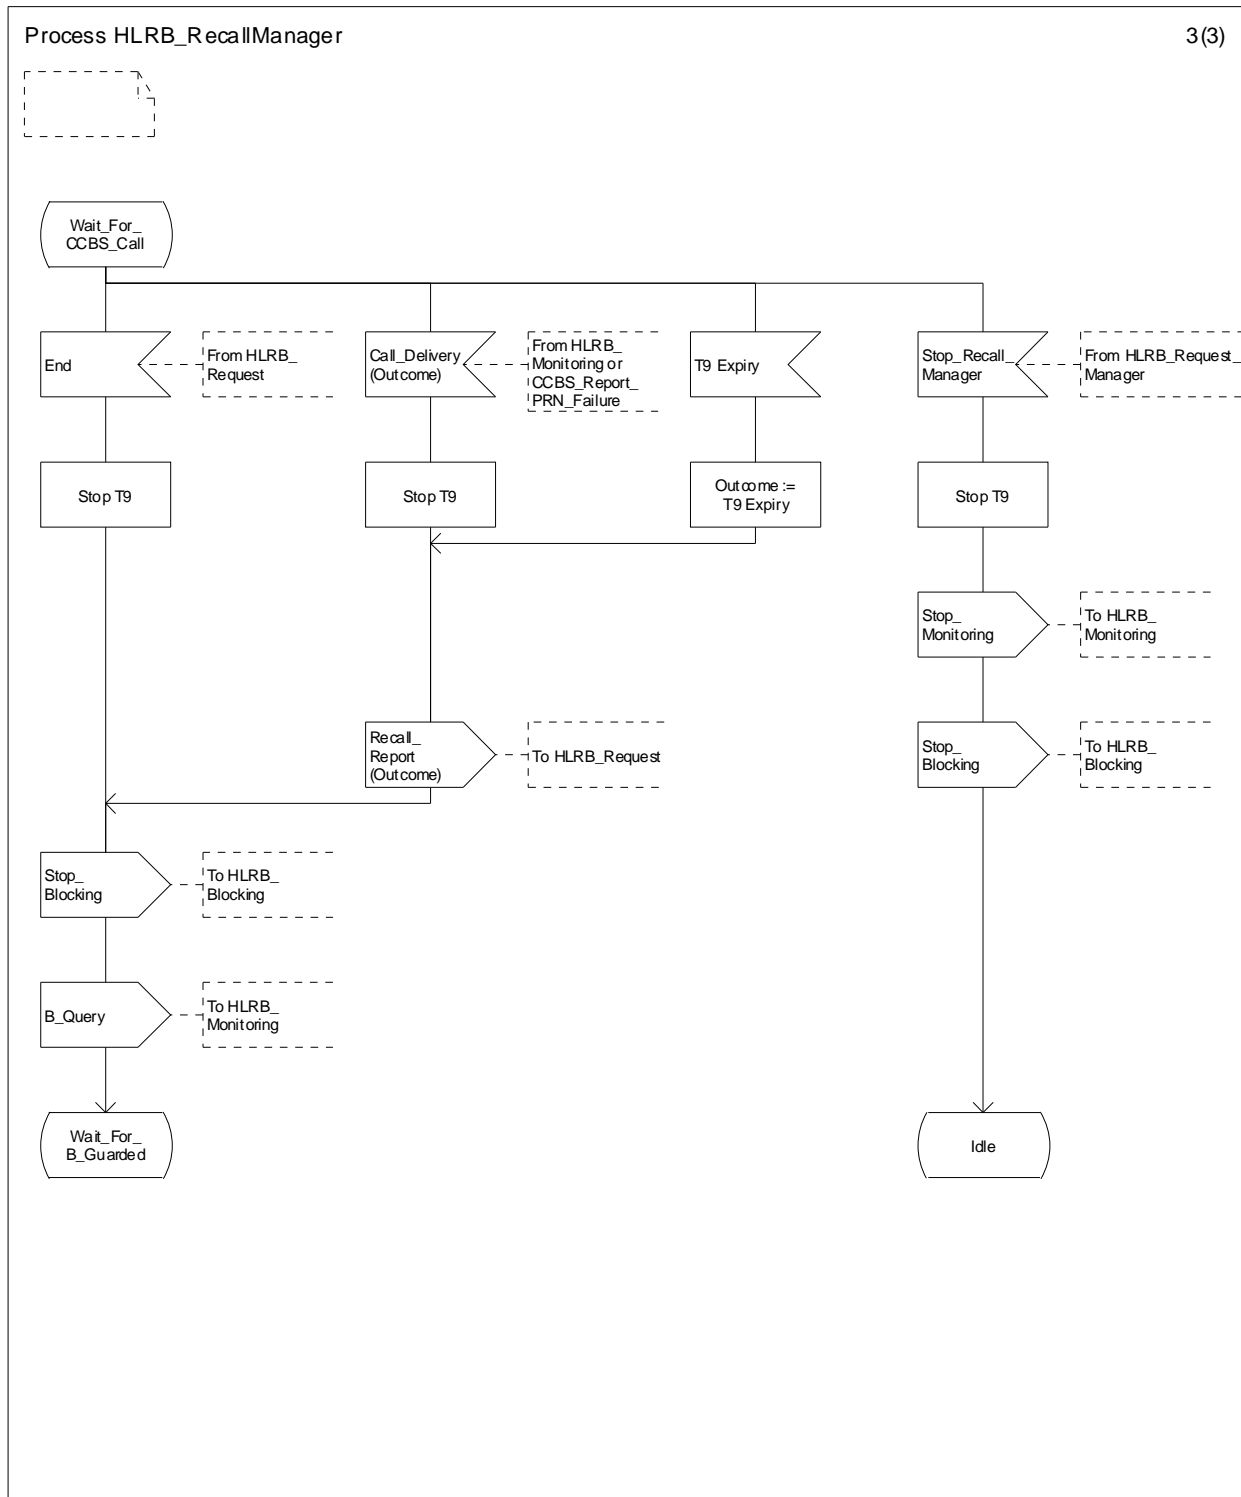 Process HLRB_RecallManager
3(3)
Wait_For_
CCBS_Call
End
From HLRB_
Request
Call_Delivery
(Outcome)
From HLRB_
Monitoring or
CCBS_Report_
PRN_Failure
T9 Expiry
Stop_Recall_
Manager
From HLRB_Request_
Manager
Stop T9
Stop T9
Outcome :=
T9 Expiry
Stop T9
Stop_
Monitoring
To HLRB_
Monitoring
Recall_
Report
(Outcome)
To HLRB_Request
Stop_
Blocking
To HLRB_
Blocking
Stop_
Blocking
To HLRB_
Blocking
B_Query
To HLRB_
Monitoring
Wait_For_
B_Guarded
Idle